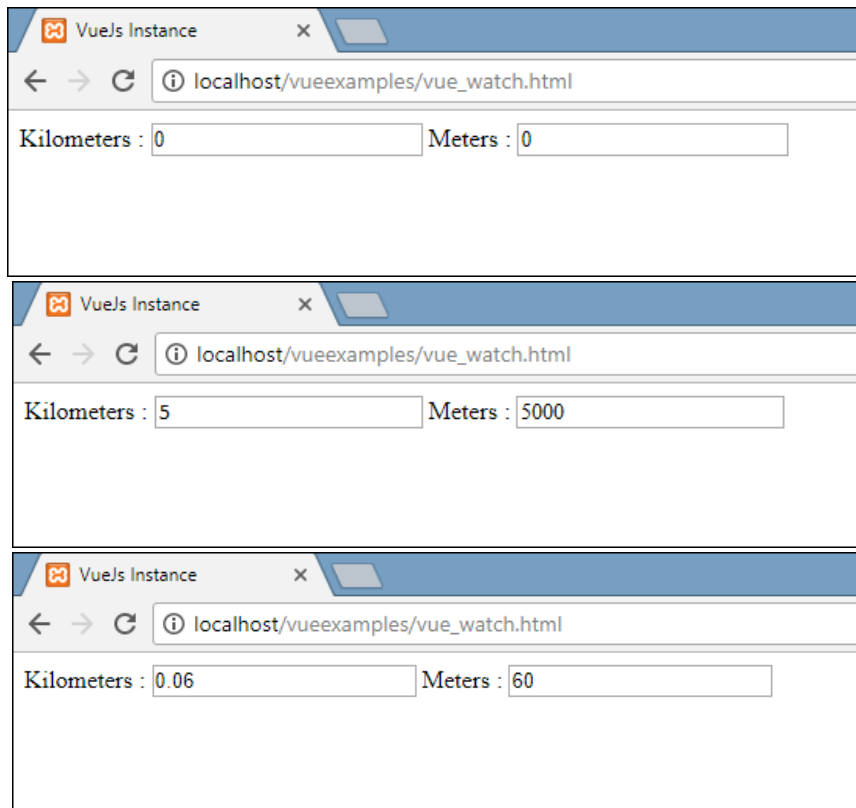 VueJs Instance
localhost/vueexamples/vue_watch.html
Kilometers : 0 Meters : 0
VueJs Instance
localhost/vueexamples/vue_watch.html
Kilometers : 5 Meters : 5000
VueJs Instance
localhost/vueexamples/vue_watch.html
Kilometers : 0.06 Meters : 60